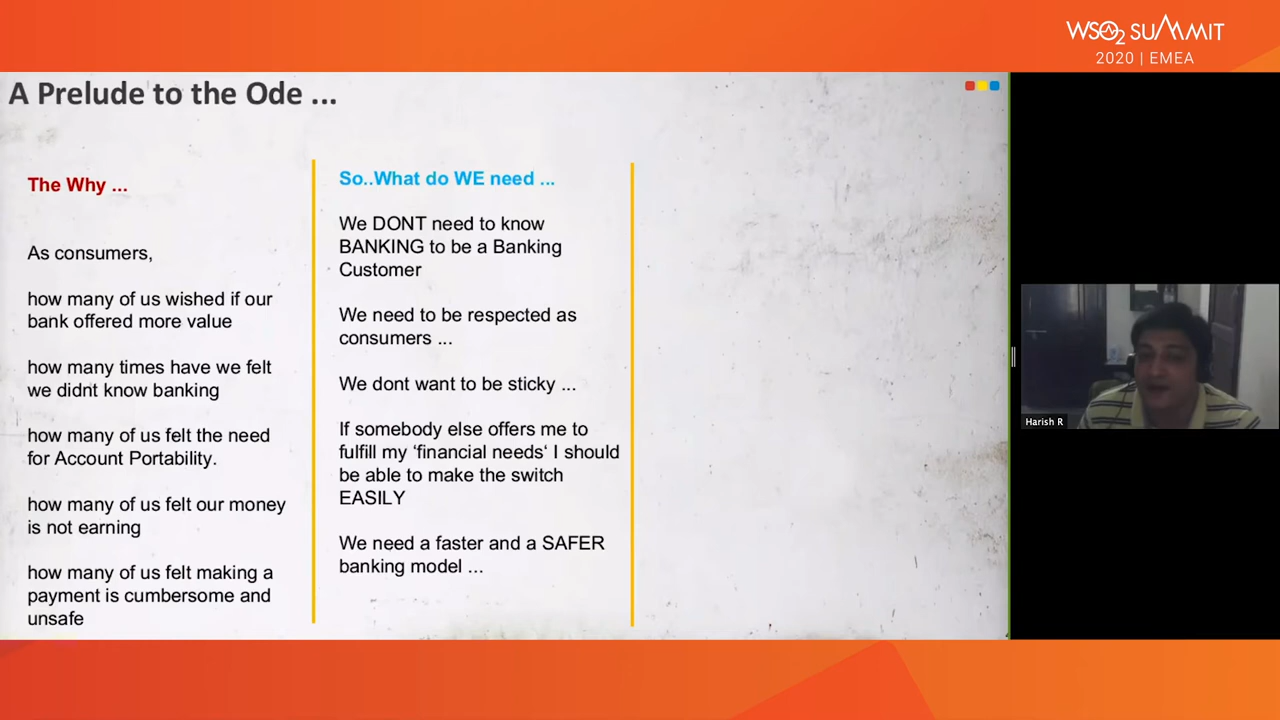 WSO2 SUMMIT
2020 | EMEA
A Prelude to the Ode ...
The Why ...
As consumers,
how many of us wished if our
bank offered more value
how many times have we felt
we didnt know banking
how many of us felt the need
for Account Portability.
how many of us felt our money
is not earning
how many of us felt making a
payment is cumbersome and
unsafe
So..What do WE need ...
We DONT need to know
BANKING to be a Banking
Customer
We need to be respected as
consumers ...
We dont want to be sticky ...
If somebody else offers me to
fulfill my ‘financial needs‘ I should
be able to make the switch
EASILY
We need a faster and a SAFER
banking model ...
Harish R